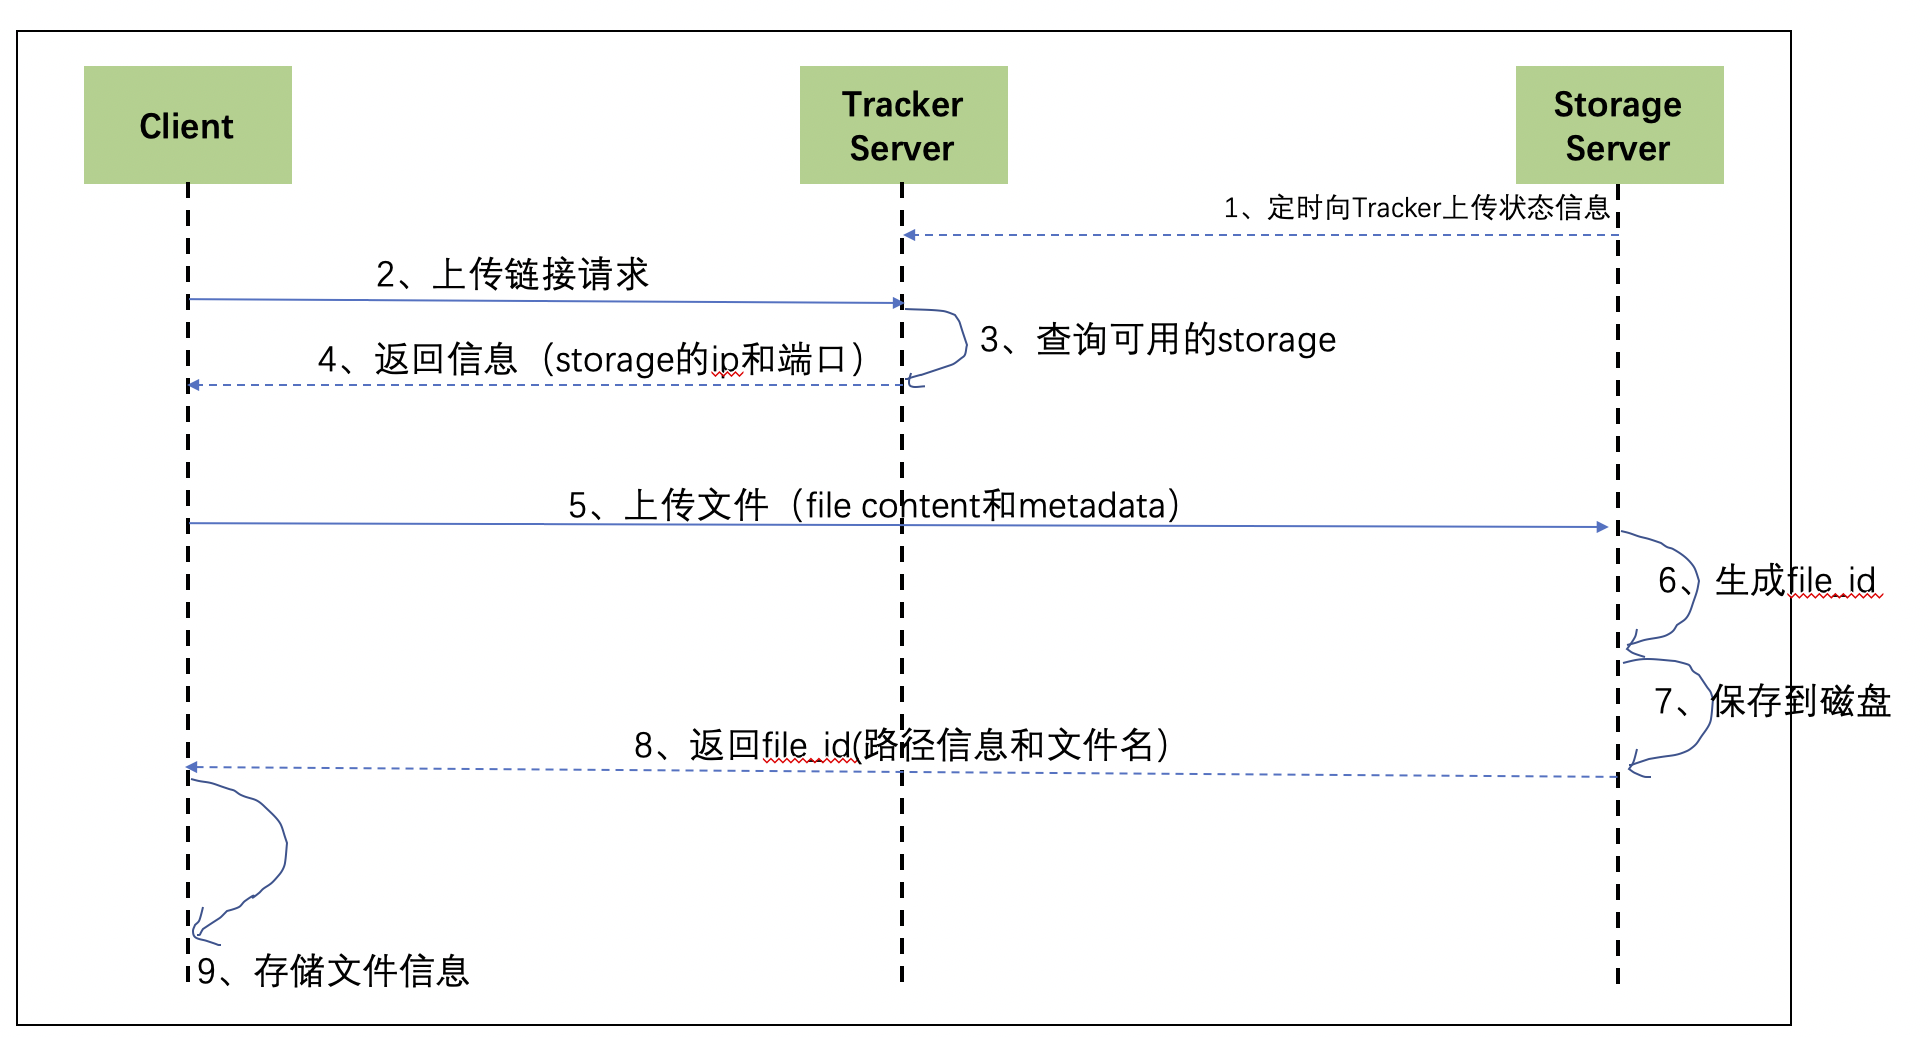 Client
Tracker
Server
Storage
Server
1、定时向Tracker上传状态信息
2、上传链接请求
3、查询可用的storage
4、返回信息（storage的ip和端口）
5、上传文件（file content和metadata）
6、生成file_id
7、保存到磁盘
8、返回file_id(路径信息和文件名)
9、存储文件信息